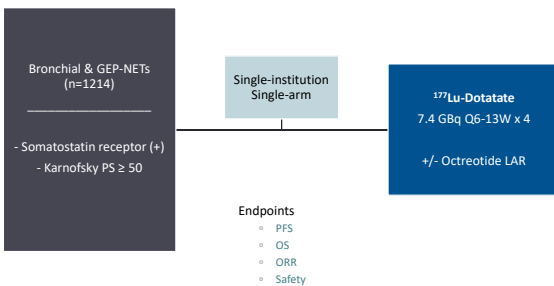 Bronchial & GEP-NETs
(n=1214)
- Somatostatin receptor (+)
- Karnofsky PS ≥ 50
Single-institution
Single-arm
¹⁷⁷Lu-Dotatate
7.4 GBq Q6-13W x 4
+/- Octreotide LAR
Endpoints
▫ PFS
▫ OS
▫ ORR
▫ Safety